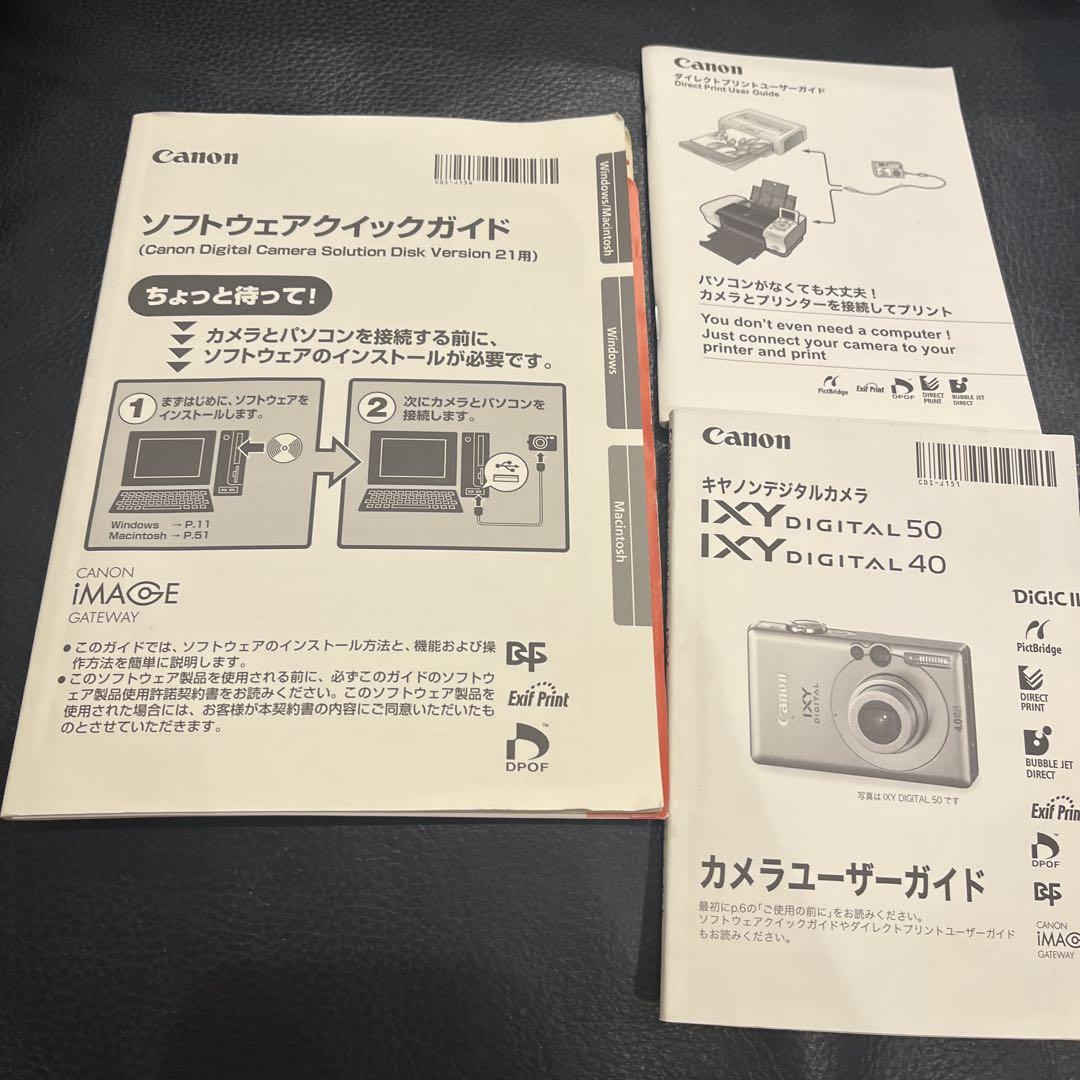 Canon
CDI-J154
ソフトウェアクイックガイド
(Canon Digital Camera Solution Disk Version 21用)
ちょっと待って!
カメラとパソコンを接続する前に、
ソフトウェアのインストールが必要です。
1 まずはじめに、ソフトウェアを
インストールします。
Windows → P.11
Macintosh → P.51
2 次にカメラとパソコンを
接続します。
CANON
iMAGE
GATEWAY
●このガイドでは、ソフトウェアのインストール方法と、機能および操
作方法を簡単に説明します。
●このソフトウェア製品を使用される前に、必ずこのガイドのソフトウ
ェア製品使用許諾契約書をお読みください。このソフトウェア製品を
使用された場合には、お客様が本契約書の内容にご同意いただいたも
のとさせていただきます。
Exif Print
DPOF
TM
Windows/Macintosh
Windows
Macintosh
Canon
ダイレクトプリントユーザーガイド
Direct Print User Guide
パソコンがなくても大丈夫!
カメラとプリンターを接続してプリント
You don't even need a computer !
Just connect your camera to your
printer and print
PictBridge
Exif Print
DPOF
DIRECT
PRINT
BUBBLE JET
DIRECT
Canon
CDI-J151
キヤノンデジタルカメラ
IXY DIGITAL 50
IXY DIGITAL 40
DiG!C II
PictBridge
DIRECT
PRINT
BUBBLE JET
DIRECT
Exif Prin
DPOF
CANON
iMAG
GATEWAY
Canon
IXY
DIGITAL
4.0
写真は IXY DIGITAL 50 です
カメラユーザーガイド
最初にp.6の「ご使用の前に」をお読みください。
ソフトウェアクイックガイドやダイレクトプリントユーザーガイド
もお読みください。